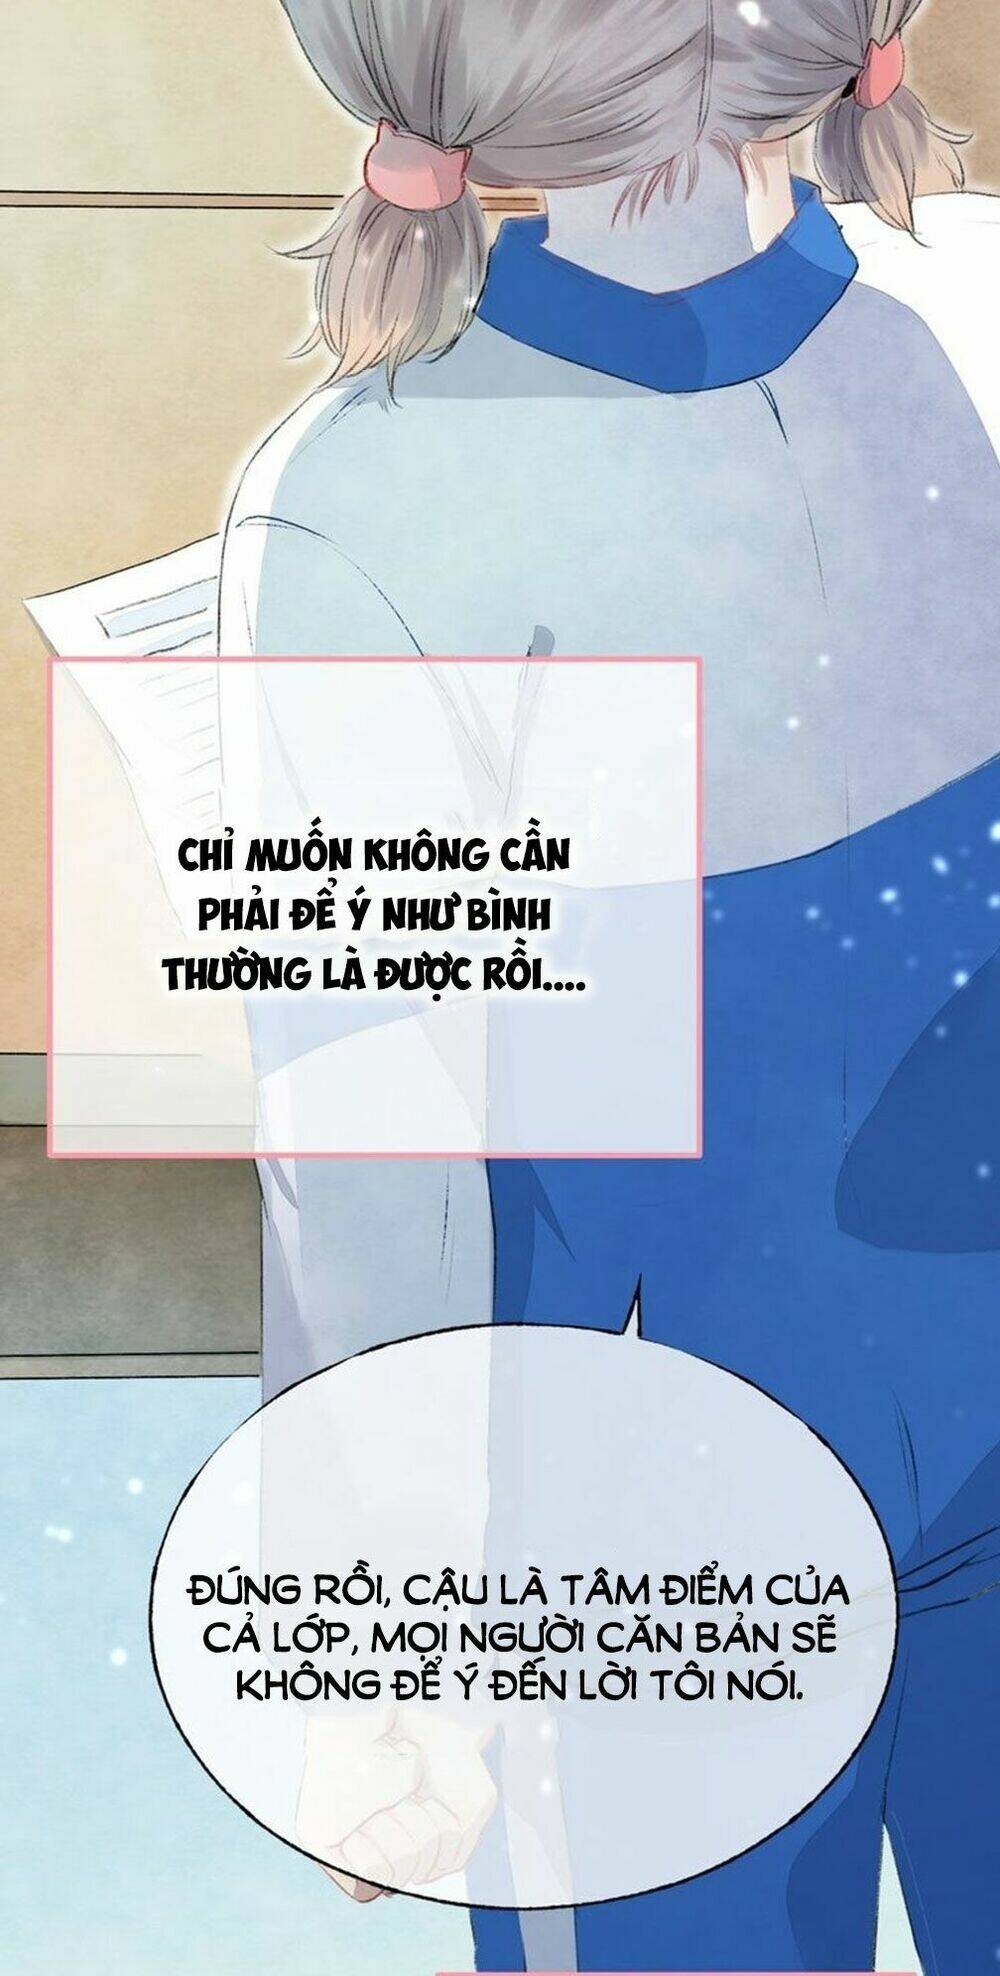 CHỈ MUỐN KHÔNG CẦN
PHẢI ĐỂ Ý NHƯ BÌNH
THƯỜNG LÀ ĐƯỢC RỒI....
ĐÚNG RỒI, CẬU LÀ TÂM ĐIỂM CỦA
CẢ LỚP, MỌI NGƯỜI CĂN BẢN SẼ
KHÔNG ĐỂ Ý ĐẾN LỜI TÔI NÓI.